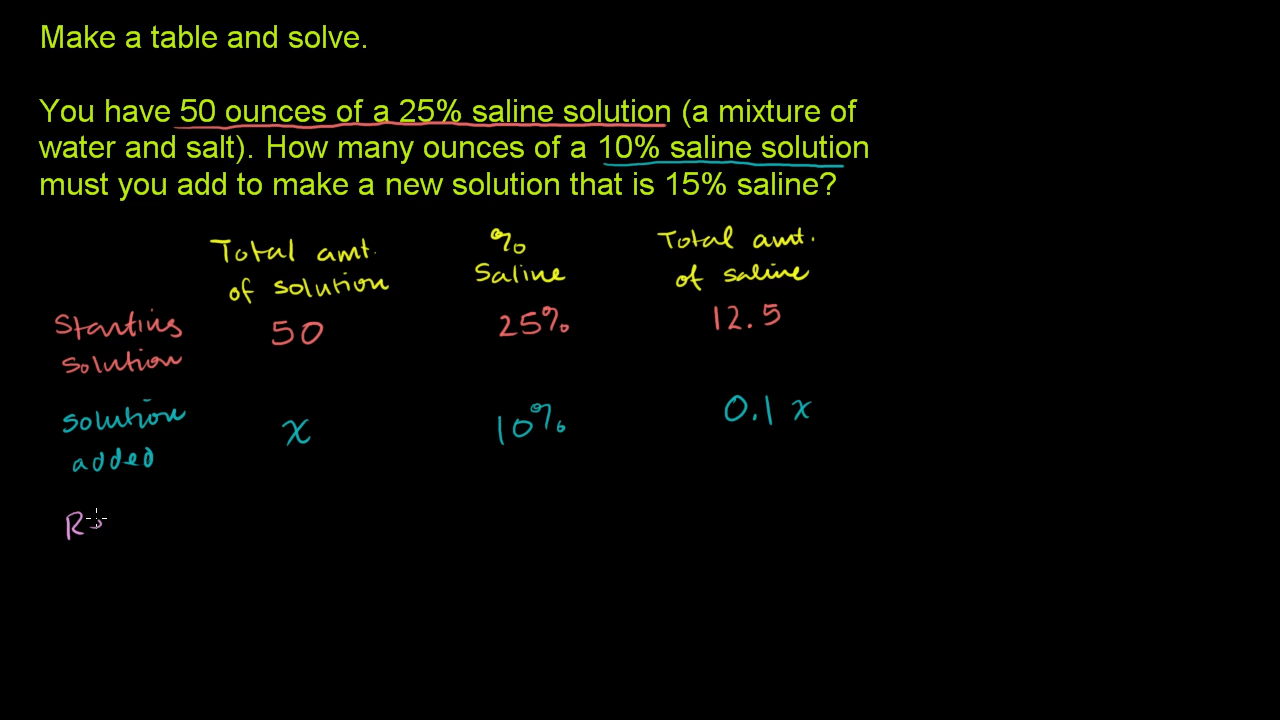 Make a table and solve.
You have 50 ounces of a 25% saline solution (a mixture of
water and salt). How many ounces of a 10% saline solution
must you add to make a new solution that is 15% saline?
Total amt. % Total amt.
of solution Saline of saline
Starting 50 25% 12.5
solution
solution x 10% 0.1 x
added